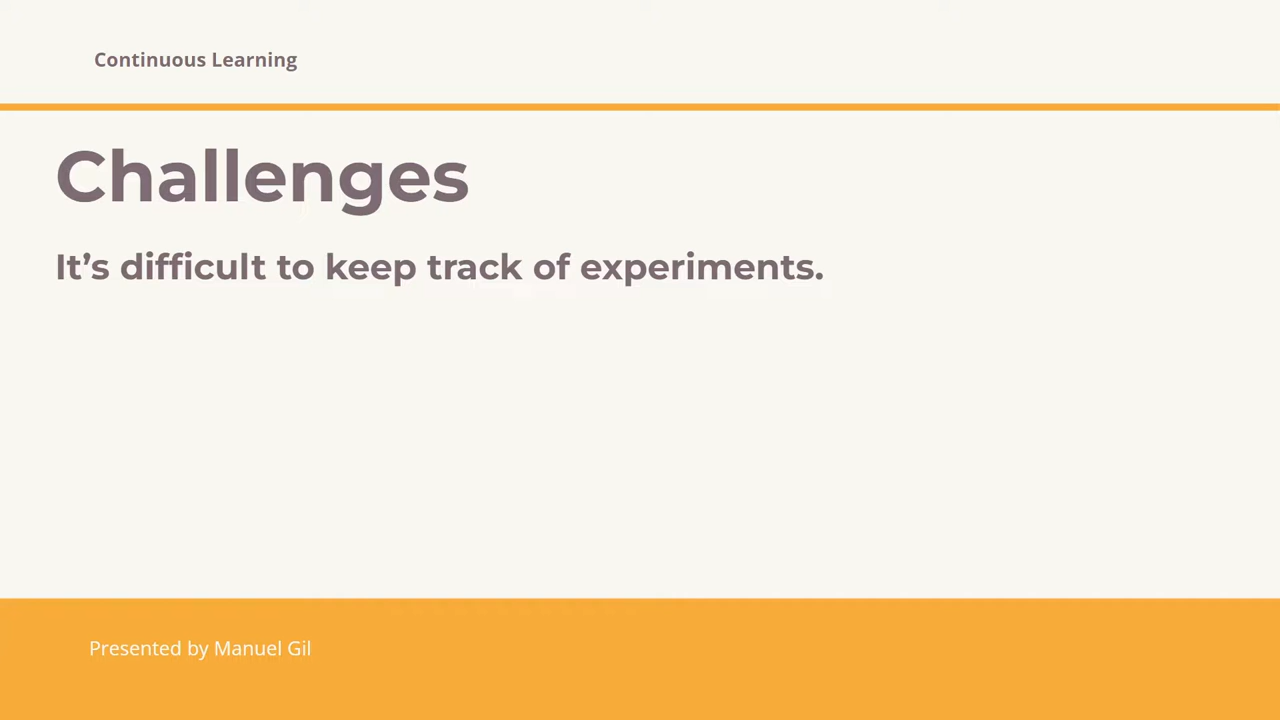 Continuous Learning
Challenges
It’s difficult to keep track of experiments.
Presented by Manuel Gil